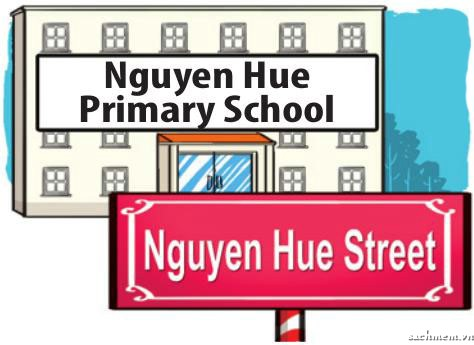 Nguyen Hue
Primary School
Nguyen Hue Street
sachmem.vn